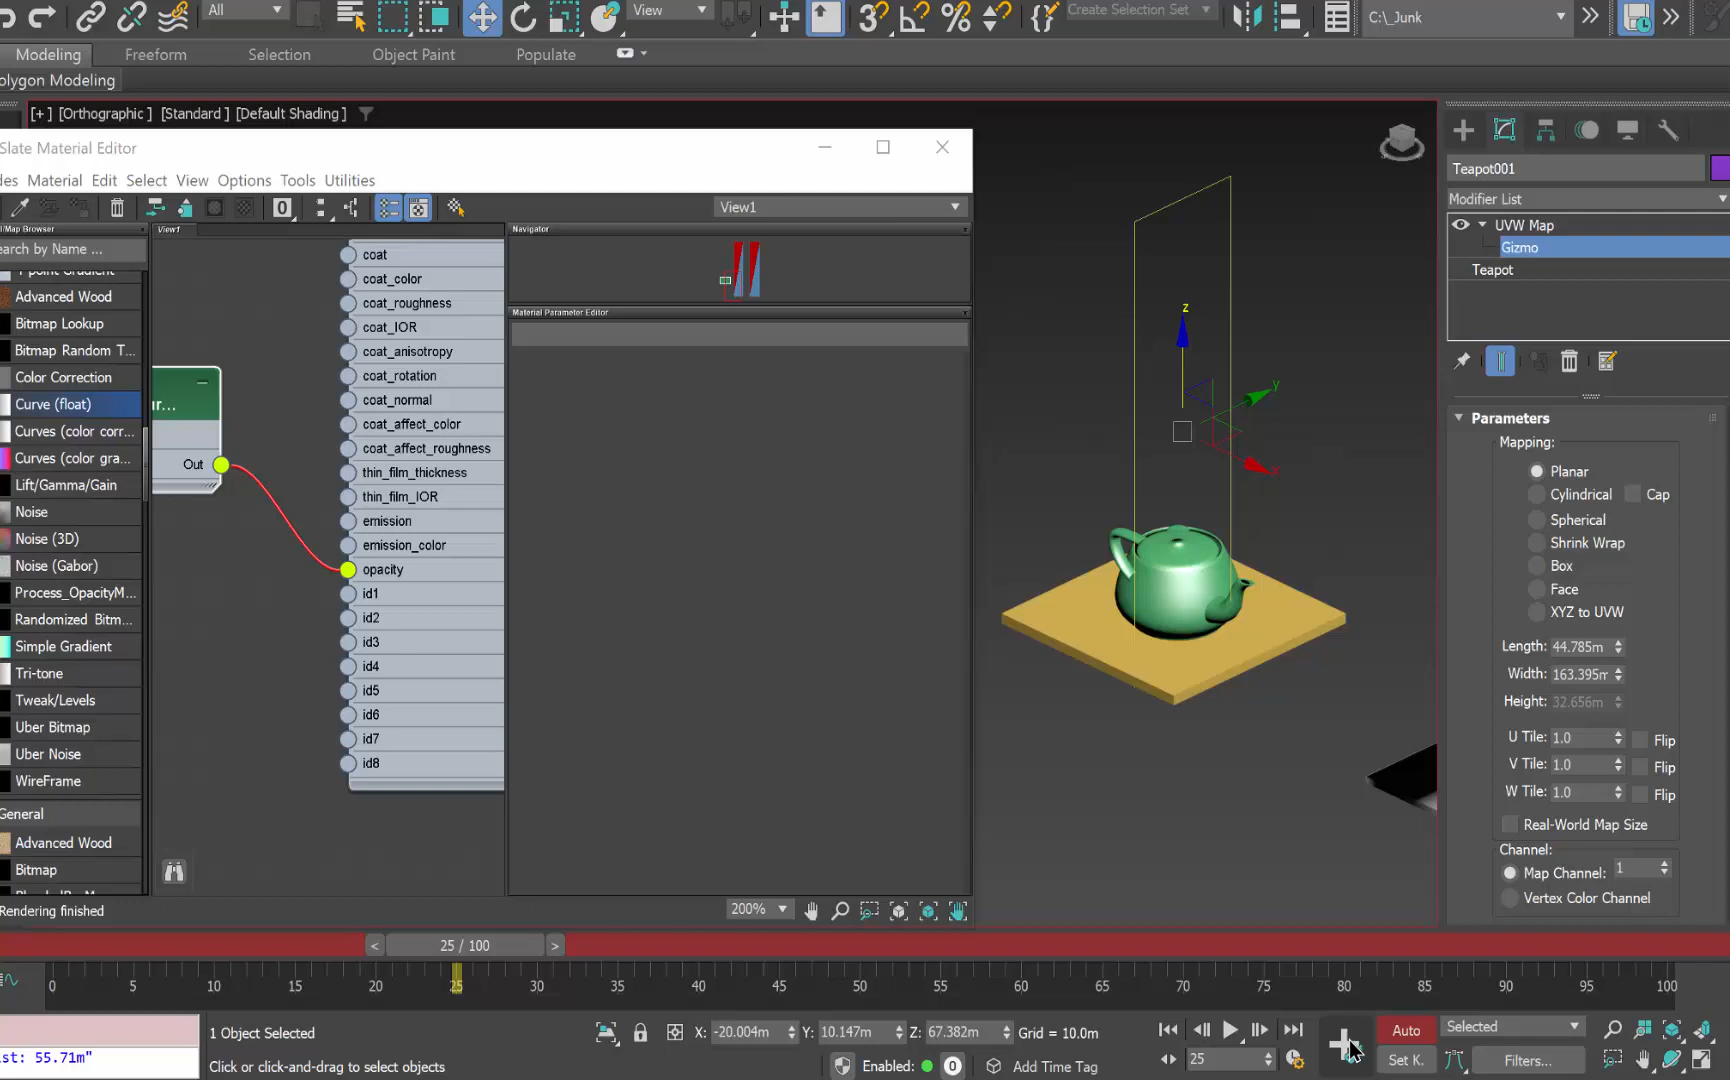 All
View
Create Selection Set
C:\_Junk
Modeling
Freeform
Selection
Object Paint
Populate
olygon Modeling
[+] [Orthographic] [Standard] [Default Shading]
Slate Material Editor
des Material Edit Select View Options Tools Utilities
View1
l/Map Browser
View1
Navigator
earch by Name ...
Material Parameter Editor
Advanced Wood
Bitmap Lookup
Bitmap Random T...
Color Correction
Curve (float)
Curves (color corr...
Curves (color gra...
Lift/Gamma/Gain
Noise
Noise (3D)
Noise (Gabor)
Process_OpacityM...
Randomized Bitm...
Simple Gradient
Tri-tone
Tweak/Levels
Uber Bitmap
Uber Noise
WireFrame
General
Advanced Wood
Bitmap
Rendering finished
ur...
Out
coat
coat_color
coat_roughness
coat_IOR
coat_anisotropy
coat_rotation
coat_normal
coat_affect_color
coat_affect_roughness
thin_film_thickness
thin_film_IOR
emission
emission_color
opacity
id1
id2
id3
id4
id5
id6
id7
id8
200%
z
y
x
Teapot001
Modifier List
UVW Map
Gizmo
Teapot
Parameters
Mapping:
Planar
Cylindrical Cap
Spherical
Shrink Wrap
Box
Face
XYZ to UVW
Length: 44.785m
Width: 163.395m
Height: 32.656m
U Tile: 1.0 Flip
V Tile: 1.0 Flip
W Tile: 1.0 Flip
Real-World Map Size
Channel:
Map Channel: 1
Vertex Color Channel
< 25 / 100 >
0 5 10 15 20 25 30 35 40 45 50 55 60 65 70 75 80 85 90 95 100
ist: 55.71m"
1 Object Selected
Click or click-and-drag to select objects
X: -20.004m Y: 10.147m Z: 67.382m Grid = 10.0m
Enabled: 0 Add Time Tag
25
Auto
Selected
Set K.
Filters...